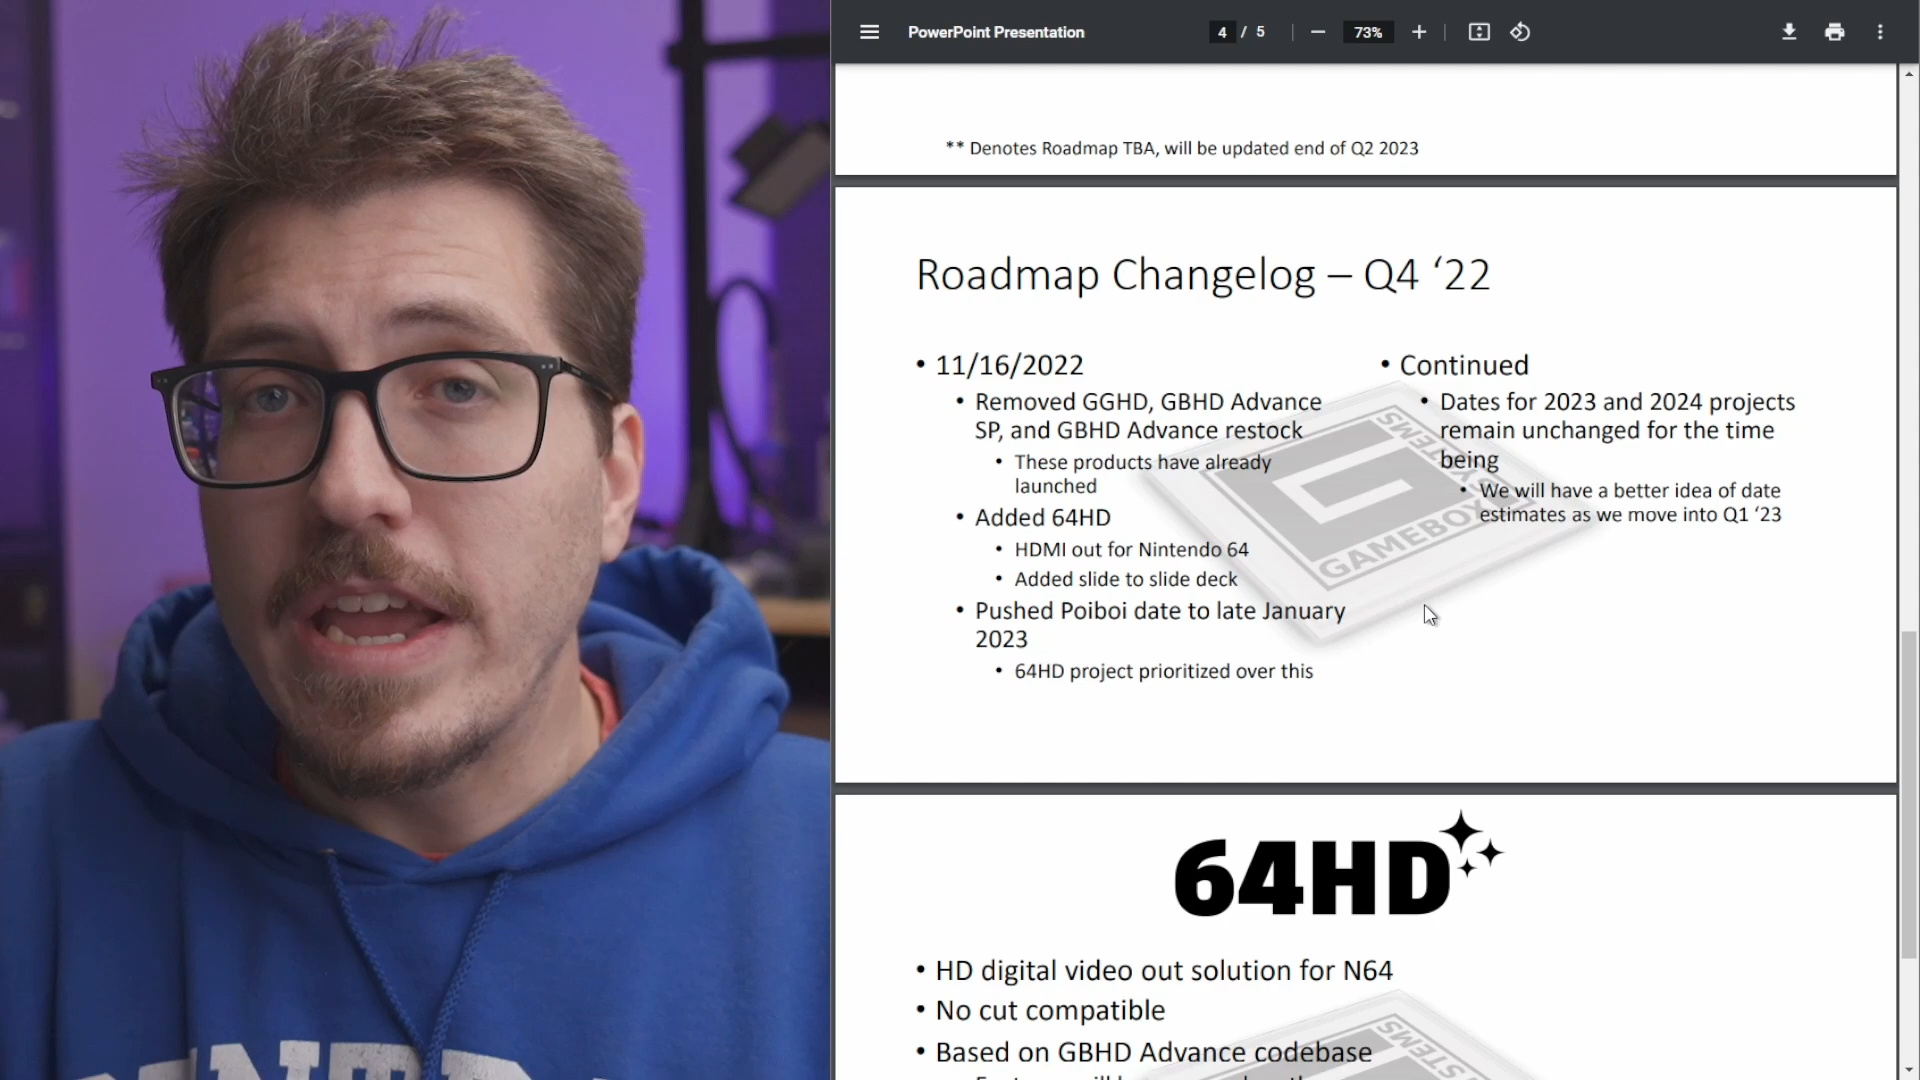 PowerPoint Presentation
4 / 5
73%
** Denotes Roadmap TBA, will be updated end of Q2 2023
Roadmap Changelog – Q4 ‘22
• 11/16/2022
• Removed GGHD, GBHD Advance
SP, and GBHD Advance restock
• These products have already
launched
• Added 64HD
• HDMI out for Nintendo 64
• Added slide to slide deck
• Pushed Poiboi date to late January
2023
• 64HD project prioritized over this
• Continued
• Dates for 2023 and 2024 projects
remain unchanged for the time
being
• We will have a better idea of date
estimates as we move into Q1 ‘23
GAMEBOX
SYSTEMS
64HD
• HD digital video out solution for N64
• No cut compatible
• Based on GBHD Advance codebase